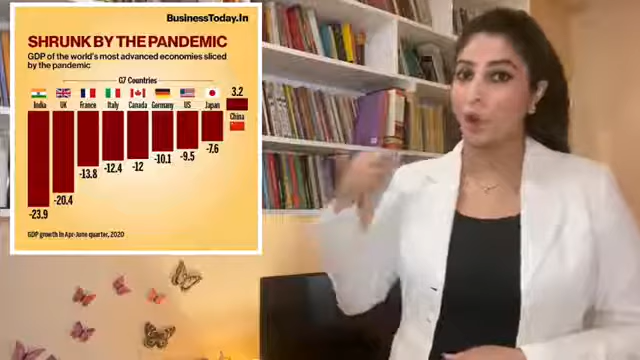 BusinessToday.In
SHRUNK BY THE PANDEMIC
GDP of the world's most advanced economies sliced
by the pandemic
G7 Countries
India UK France Italy Canada Germany US Japan
3.2
China
-23.9
-20.4
-13.8
-12.4
-12
-10.1
-9.5
-7.6
GDP growth in Apr-June quarter, 2020